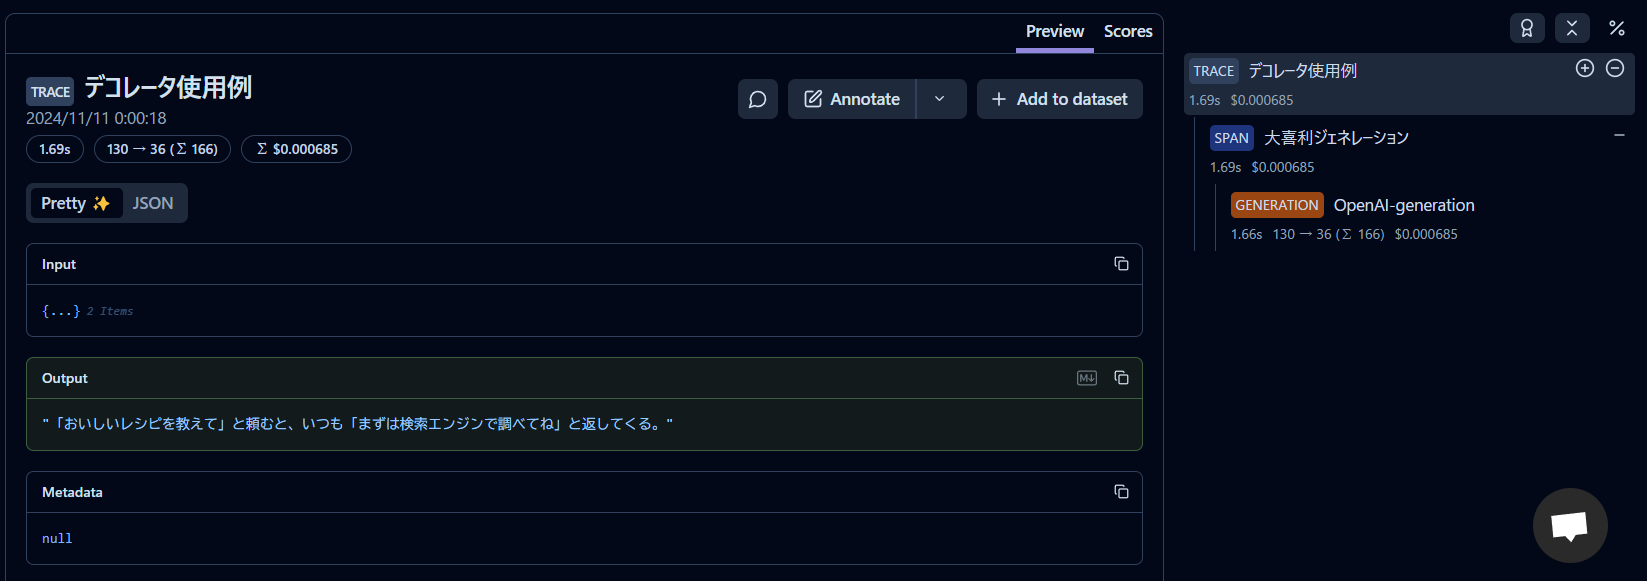 Preview Scores
TRACE デコレータ使用例
2024/11/11 0:00:18
1.69s 130 → 36 (Σ 166) Σ $0.000685
Annotate
Add to dataset
Pretty ✨ JSON
Input
{...} 2 Items
Output
"「おいしいレシピを教えて」と頼むと、いつも「まずは検索エンジンで調べてね」と返してくる。"
Metadata
null
TRACE デコレータ使用例
1.69s $0.000685
SPAN 大喜利ジェネレーション
1.69s $0.000685
GENERATION OpenAI-generation
1.66s 130 → 36 (Σ 166) $0.000685